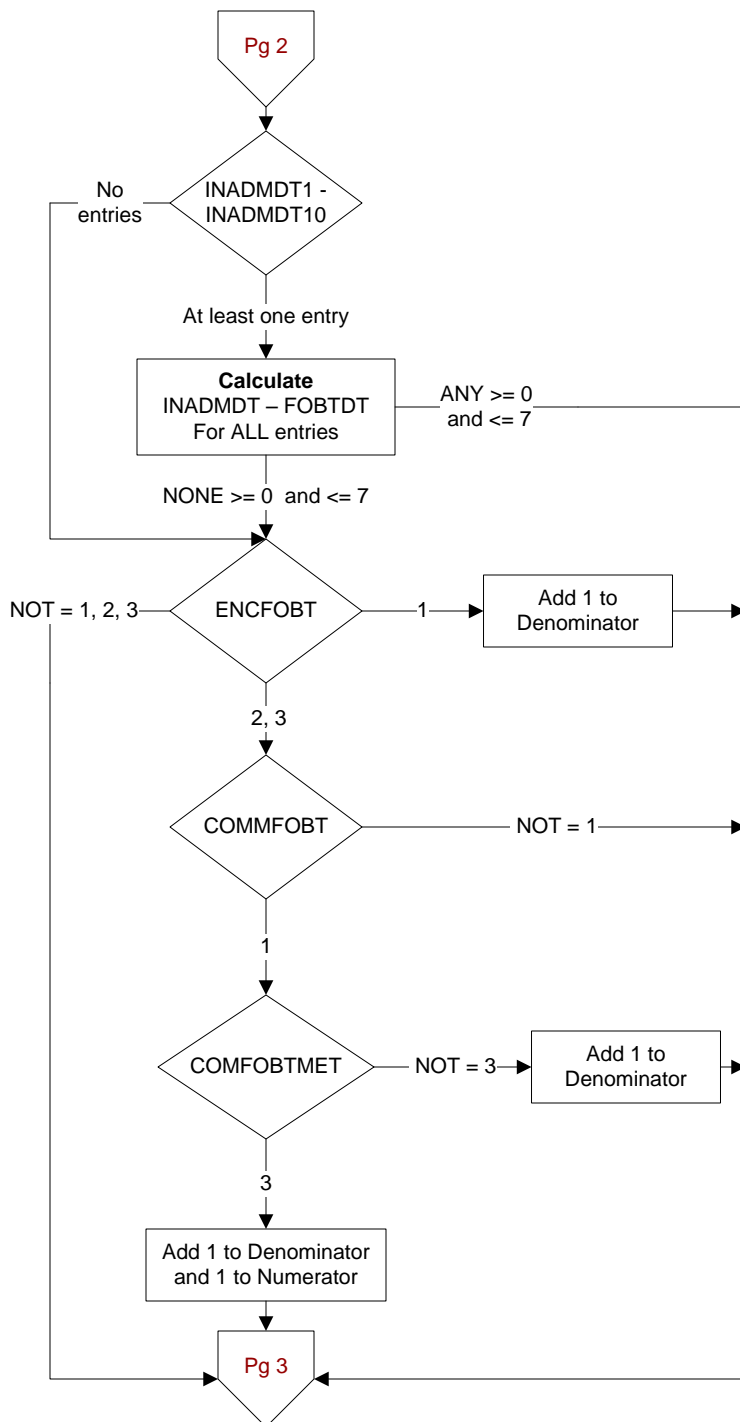 Pg 2
No
entries
INADMDT1 -
INADMDT10
At least one entry
Calculate
INADMDT – FOBTDT
For ALL entries
ANY >= 0
and <= 7
NONE >= 0 and <= 7
NOT = 1, 2, 3
ENCFOBT
1
Add 1 to
Denominator
2, 3
COMMFOBT
NOT = 1
1
COMFOBTMET
NOT = 3
Add 1 to
Denominator
3
Add 1 to Denominator
and 1 to Numerator
Pg 3